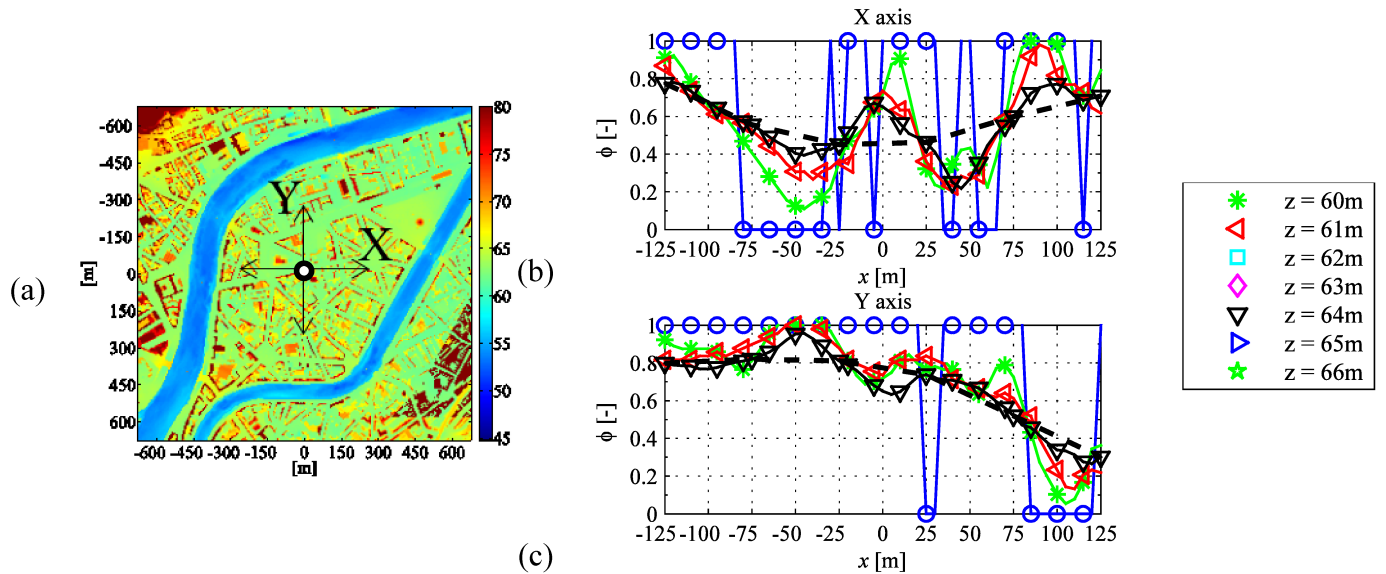 (a)
-600
-450
-300
-150
0
150
300
450
600
[m]
-600 -450 -300 -150 0 150 300 450 600
[m]
Y
X
80
75
70
65
60
55
50
45
(b)
X axis
1
0.8
0.6
0.4
0.2
0
ϕ [-]
-125 -100 -75 -50 -25 0 25 50 75 100 125
x [m]
(c)
Y axis
1
0.8
0.6
0.4
0.2
0
ϕ [-]
-125 -100 -75 -50 -25 0 25 50 75 100 125
x [m]
z = 60m
z = 61m
z = 62m
z = 63m
z = 64m
z = 65m
z = 66m